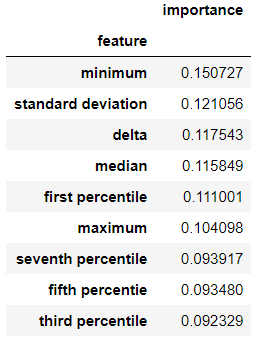 importance
feature
minimum 0.150727
standard deviation 0.121056
delta 0.117543
median 0.115849
first percentile 0.111001
maximum 0.104098
seventh percentile 0.093917
fifth percentie 0.093480
third percentile 0.092329